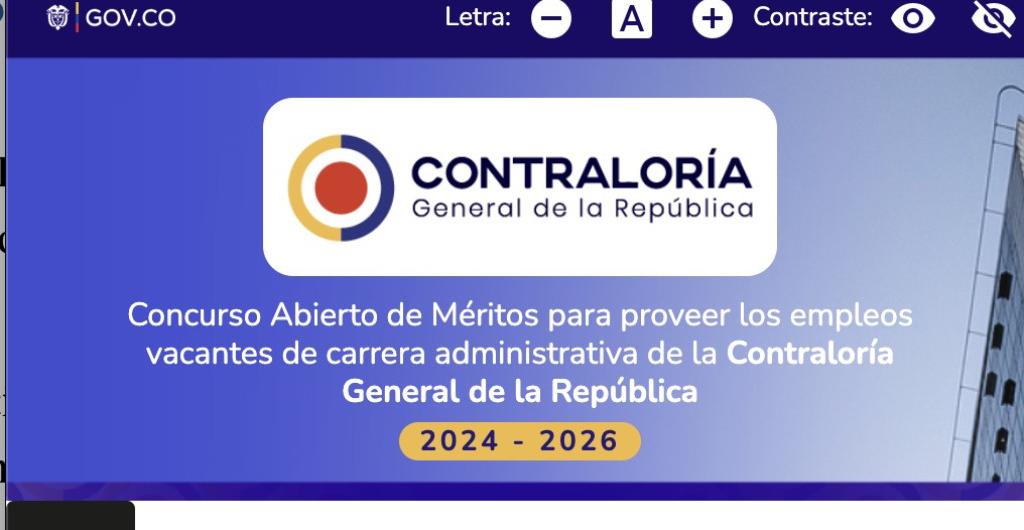 GOV.CO
Letra: A Contraste:
CONTRALORÍA
General de la República
Concurso Abierto de Méritos para proveer los empleos
vacantes de carrera administrativa de la Contraloría
General de la República
2024 - 2026